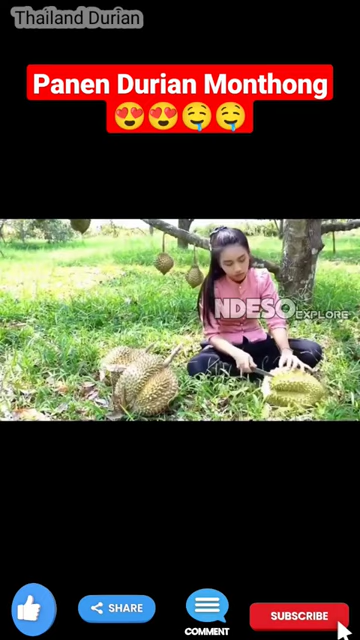 Thailand Durian
Panen Durian Monthong
😍😍🤤🤤
NDESO EXPLORE
SHARE
COMMENT
SUBSCRIBE